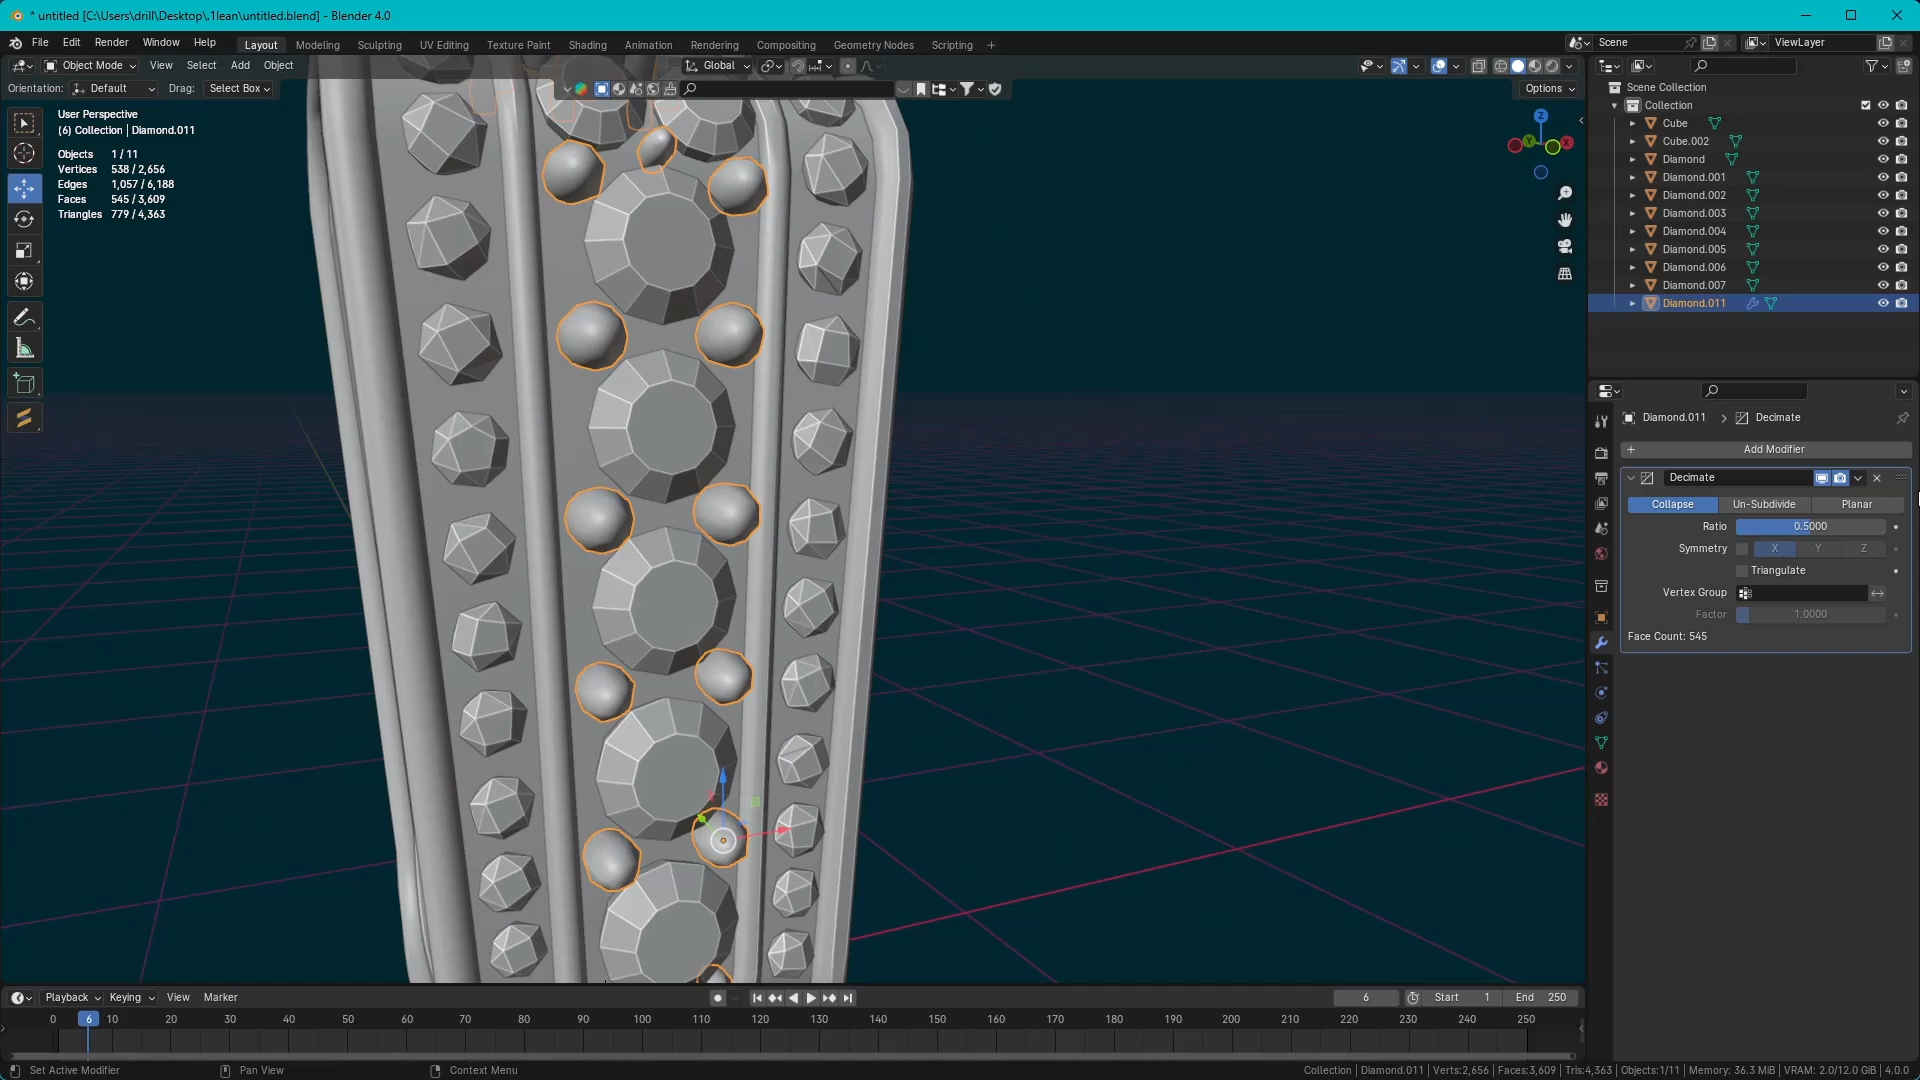 * untitled [C:\Users\drill\Desktop\.1lean\untitled.blend] - Blender 4.0
File Edit Render Window Help Layout Modeling Sculpting UV Editing Texture Paint Shading Animation Rendering Compositing Geometry Nodes Scripting + Scene ViewLayer
Object Mode View Select Add Object Global
Orientation: Default Drag: Select Box Options
User Perspective
(6) Collection | Diamond.011
Objects 1 / 11
Vertices 538 / 2,656
Edges 1,057 / 6,188
Faces 545 / 3,609
Triangles 779 / 4,363
Z
Y
X
Scene Collection
Collection
Cube
Cube.002
Diamond
Diamond.001
Diamond.002
Diamond.003
Diamond.004
Diamond.005
Diamond.006
Diamond.007
Diamond.011
Diamond.011 > Decimate
+ Add Modifier
Decimate
Collapse Un-Subdivide Planar
Ratio 0.5000
Symmetry X Y Z
Triangulate
Vertex Group
Factor 1.0000
Face Count: 545
Playback Keying View Marker 6 Start 1 End 250
0 6 10 20 30 40 50 60 70 80 90 100 110 120 130 140 150 160 170 180 190 200 210 220 230 240 250
Set Active Modifier Pan View Context Menu Collection | Diamond.011 | Verts:2,656 | Faces:3,609 | Tris:4,363 | Objects:1/11 | Memory: 36.3 MiB | VRAM: 2.0/12.0 GiB | 4.0.0